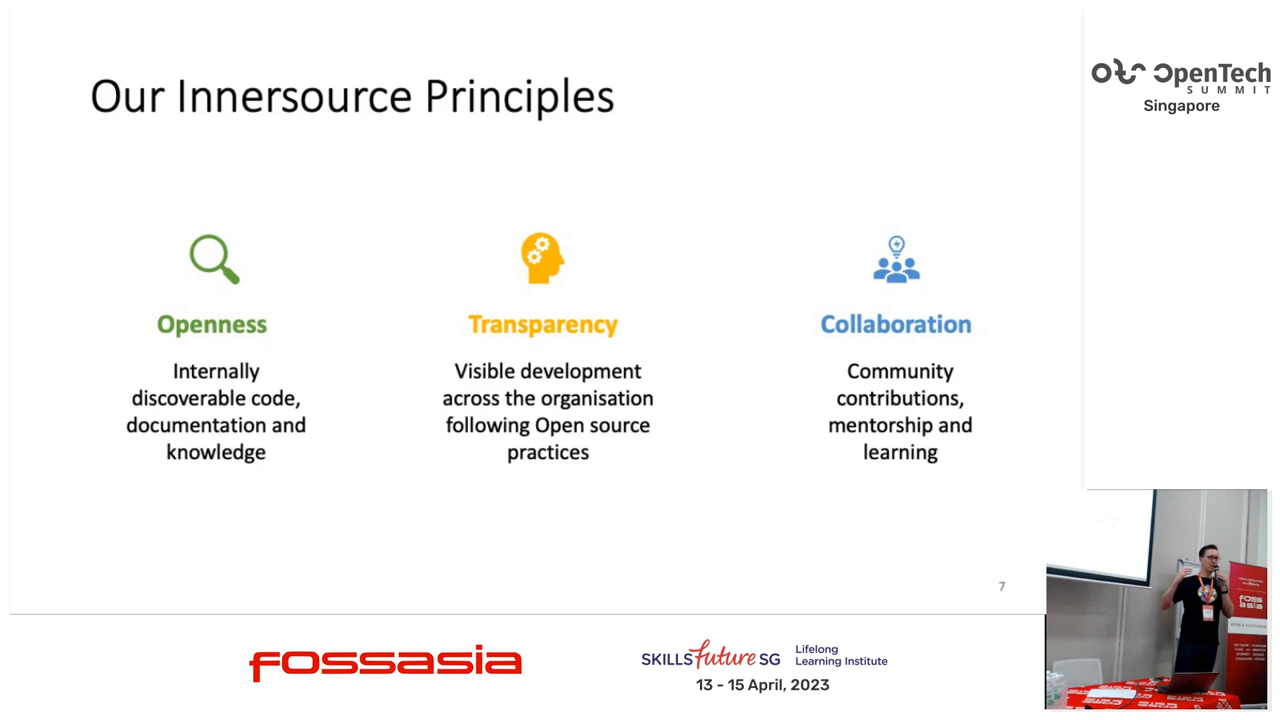 Our Innersource Principles
Openness
Internally
discoverable code,
documentation and
knowledge
Transparency
Visible development
across the organisation
following Open source
practices
Collaboration
Community
contributions,
mentorship and
learning
7
OpenTech
SUMMIT
Singapore
fossasia
SKILLSfuture SG
Lifelong
Learning Institute
13 - 15 April, 2023
FOSS
ASIA